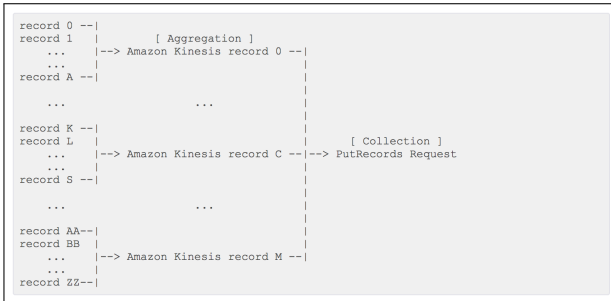 record 0 --|
record 1   |        [ Aggregation ]
    ...    |--> Amazon Kinesis record 0 --|
    ...    |                              |
record A --|                              |
                                          |
    ...                 ...               |
                                          |
record K --|                              |
record L   |                              |      [ Collection ]
    ...    |--> Amazon Kinesis record C --|--> PutRecords Request
    ...    |                              |
record S --|                              |
                                          |
    ...                 ...               |
                                          |
record AA--|                              |
record BB  |                              |
    ...    |--> Amazon Kinesis record M --|
    ...    |
record ZZ--|